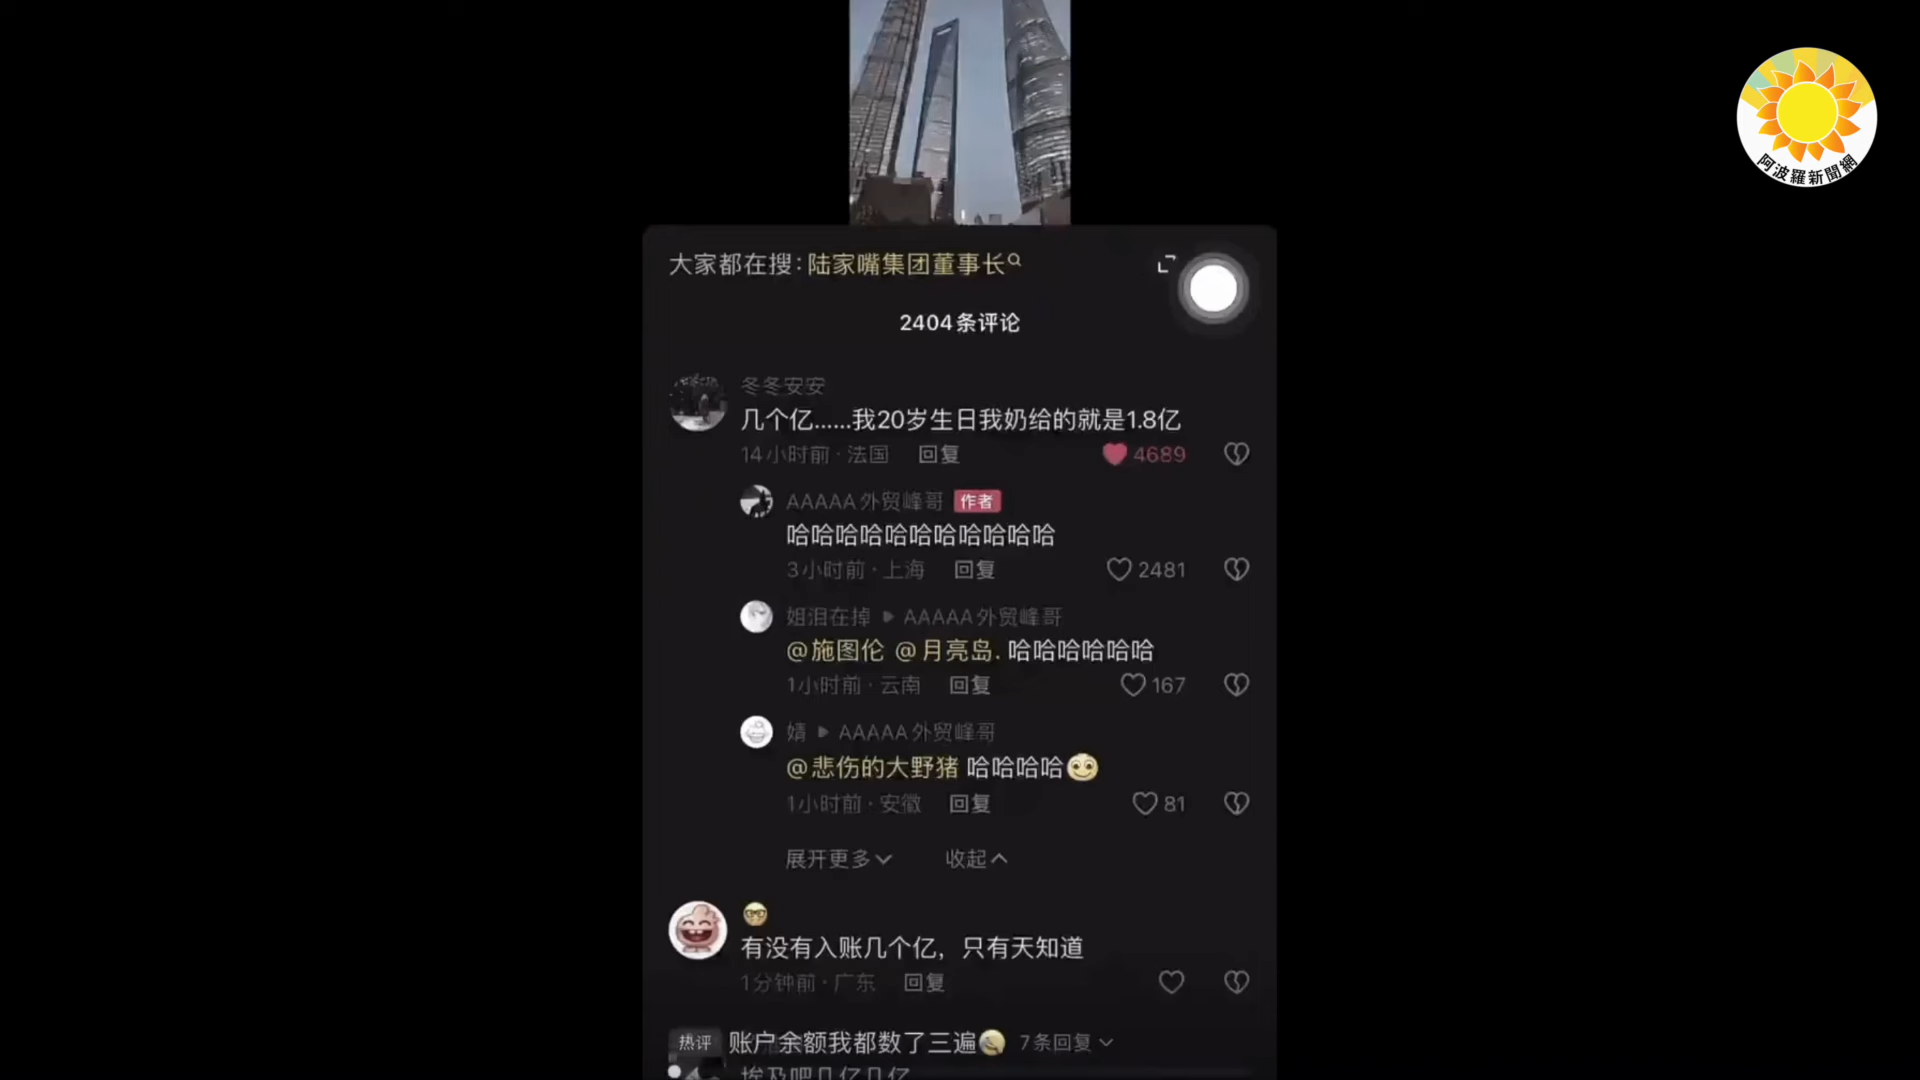 阿波羅新聞網
大家都在搜:陆家嘴集团董事长
2404条评论
冬冬安安
几个亿......我20岁生日我奶给的就是1.8亿
14小时前·法国 回复 4689
AAAAA外贸峰哥 作者
哈哈哈哈哈哈哈哈哈哈哈
3小时前·上海 回复 2481
姐泪在掉 ▶ AAAAA外贸峰哥
@施图伦 @月亮岛. 哈哈哈哈哈哈
1小时前·云南 回复 167
婧 ▶ AAAAA外贸峰哥
@悲伤的大野猪 哈哈哈哈
1小时前·安徽 回复 81
展开更多 收起
有没有入账几个亿，只有天知道
1分钟前·广东 回复
热评 账户余额我都数了三遍 7条回复